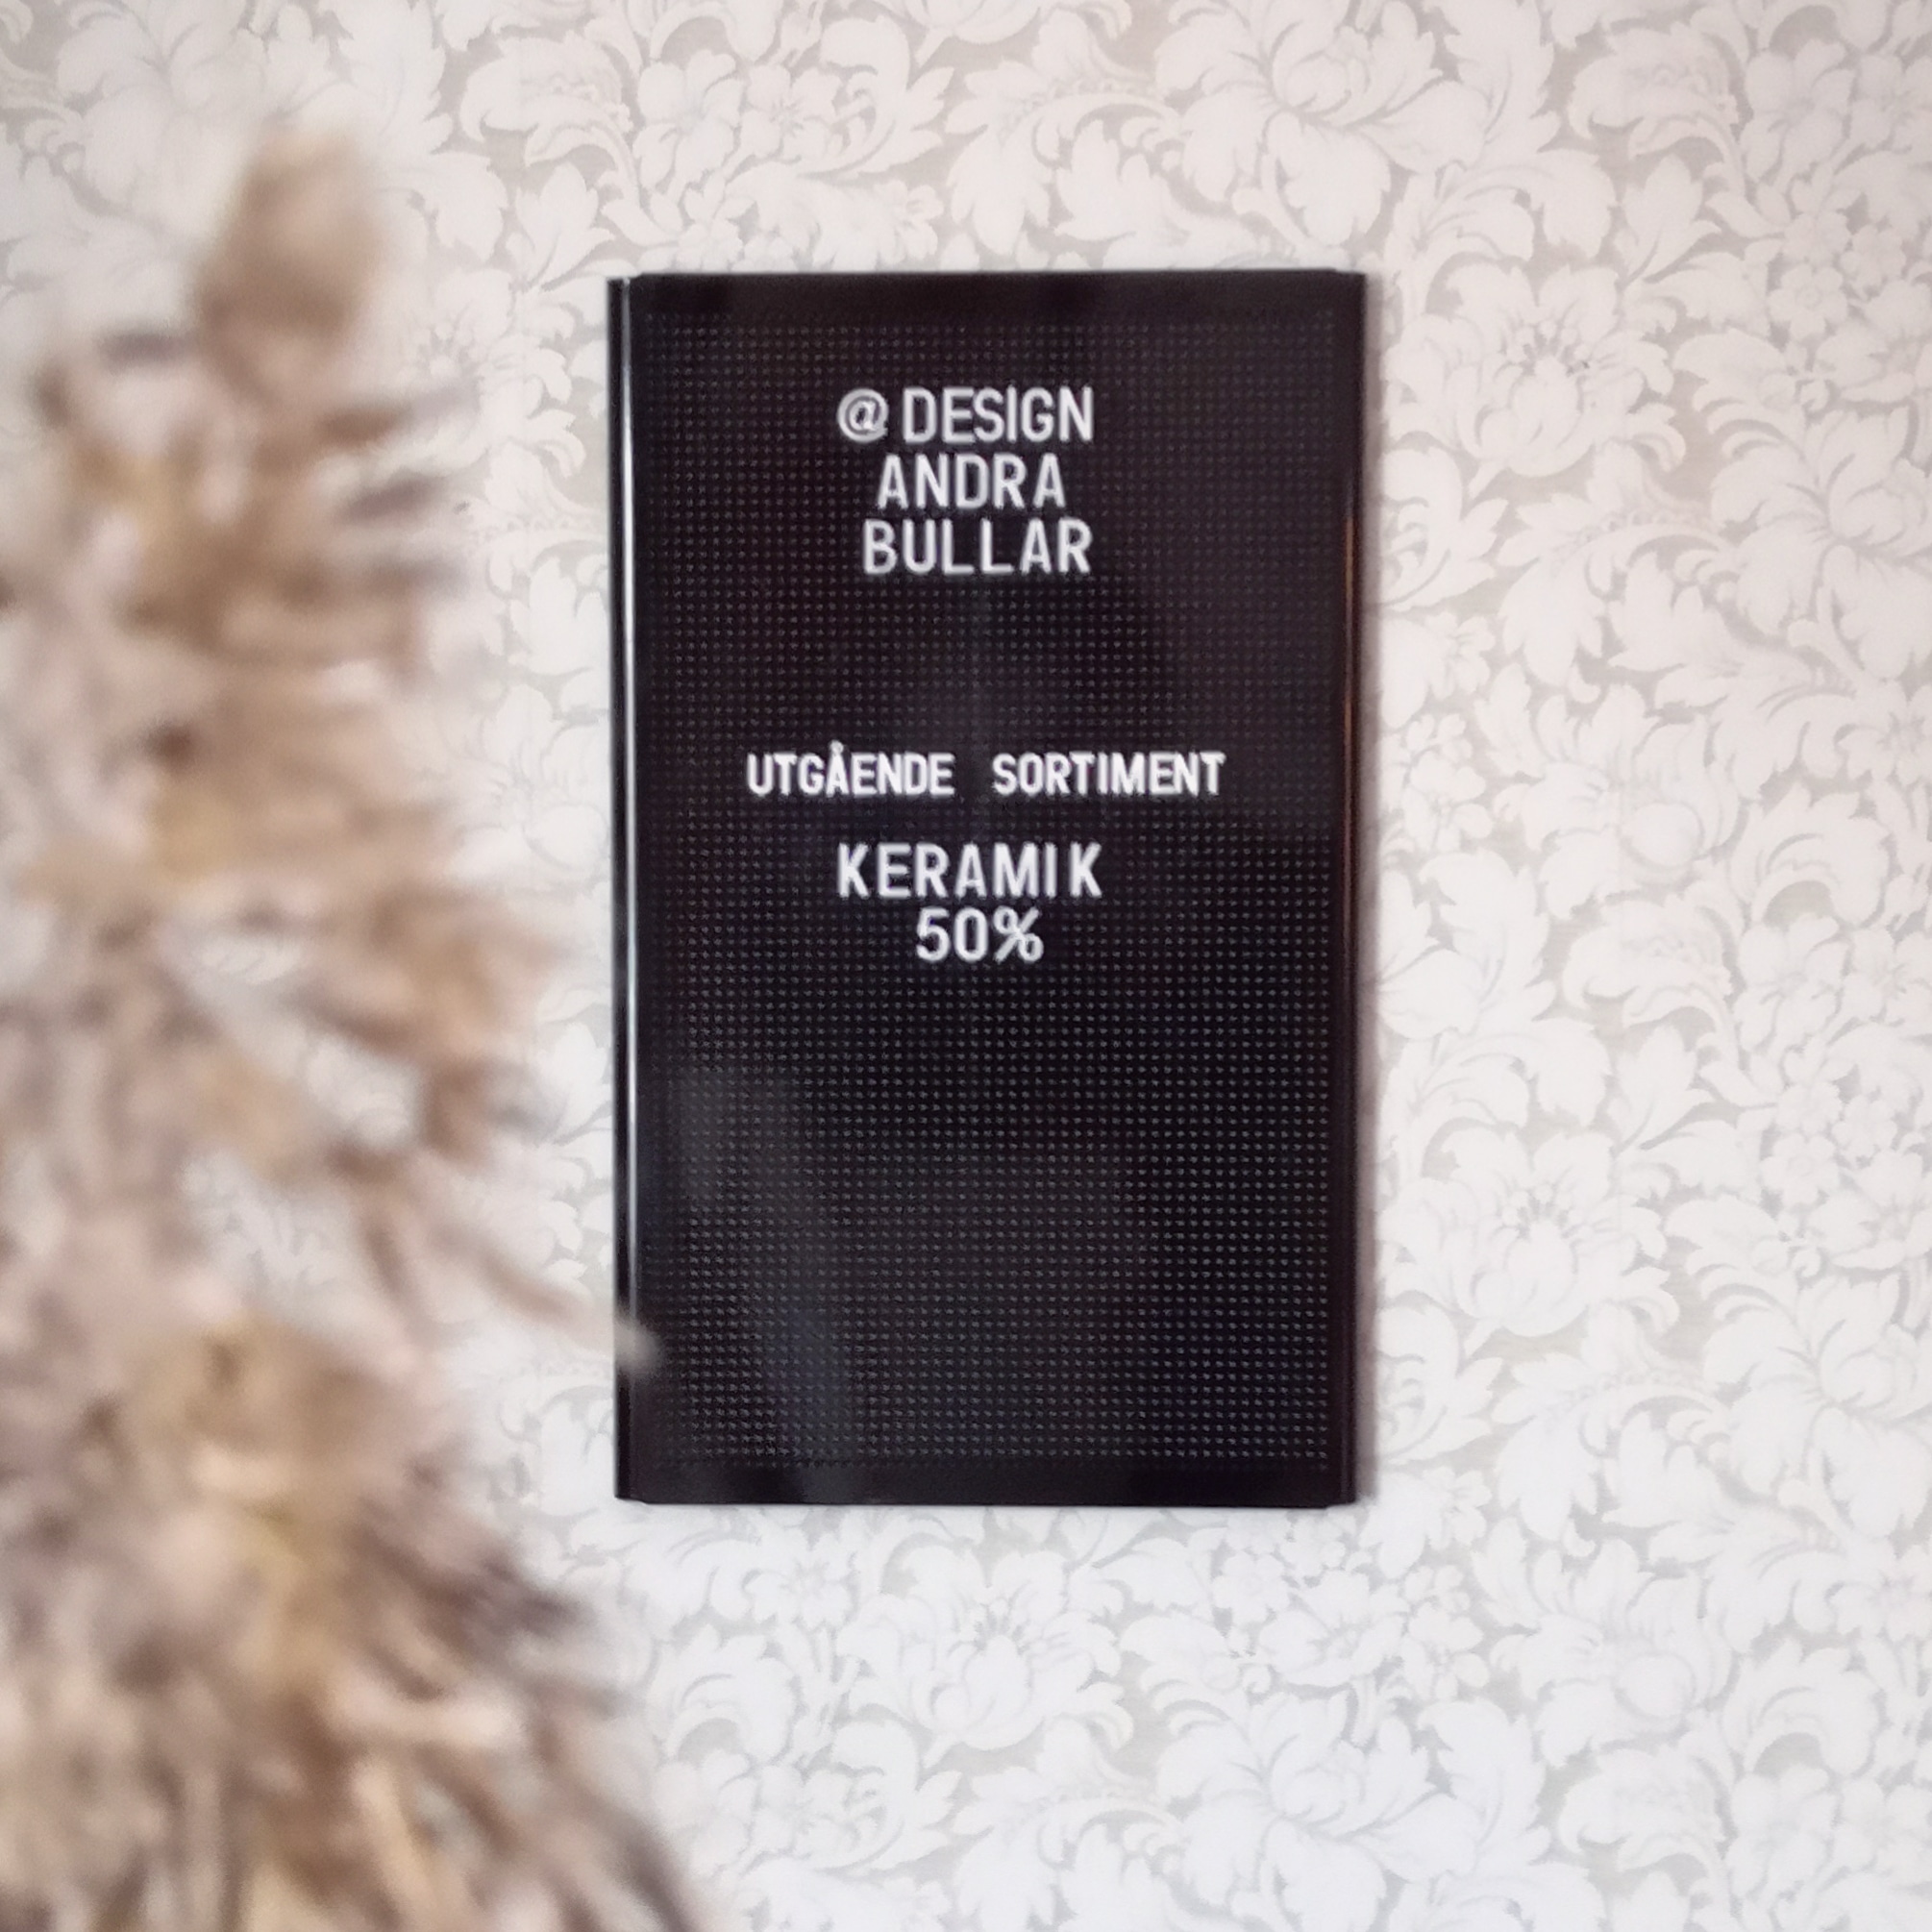 @ DESIGN
ANDRA
BULLAR
UTGÅENDE SORTIMENT
KERAMIK
50%